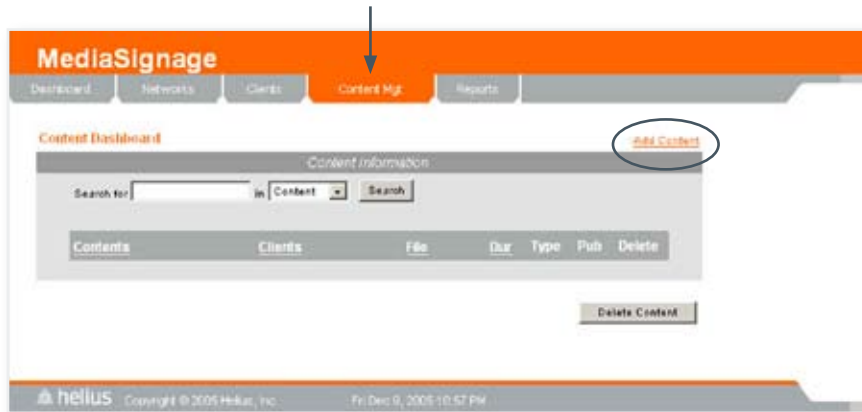 MediaSignage
Dashboard Networks Clients Content Mgt Reports
Content Dashboard Add Content
Content Information
Search for in Content Search
Contents Clients File Dur Type Pub Delete
Delete Content
helius Copyright © 2005 Helius, Inc. Fri Dec 9, 2005 10:57 PM